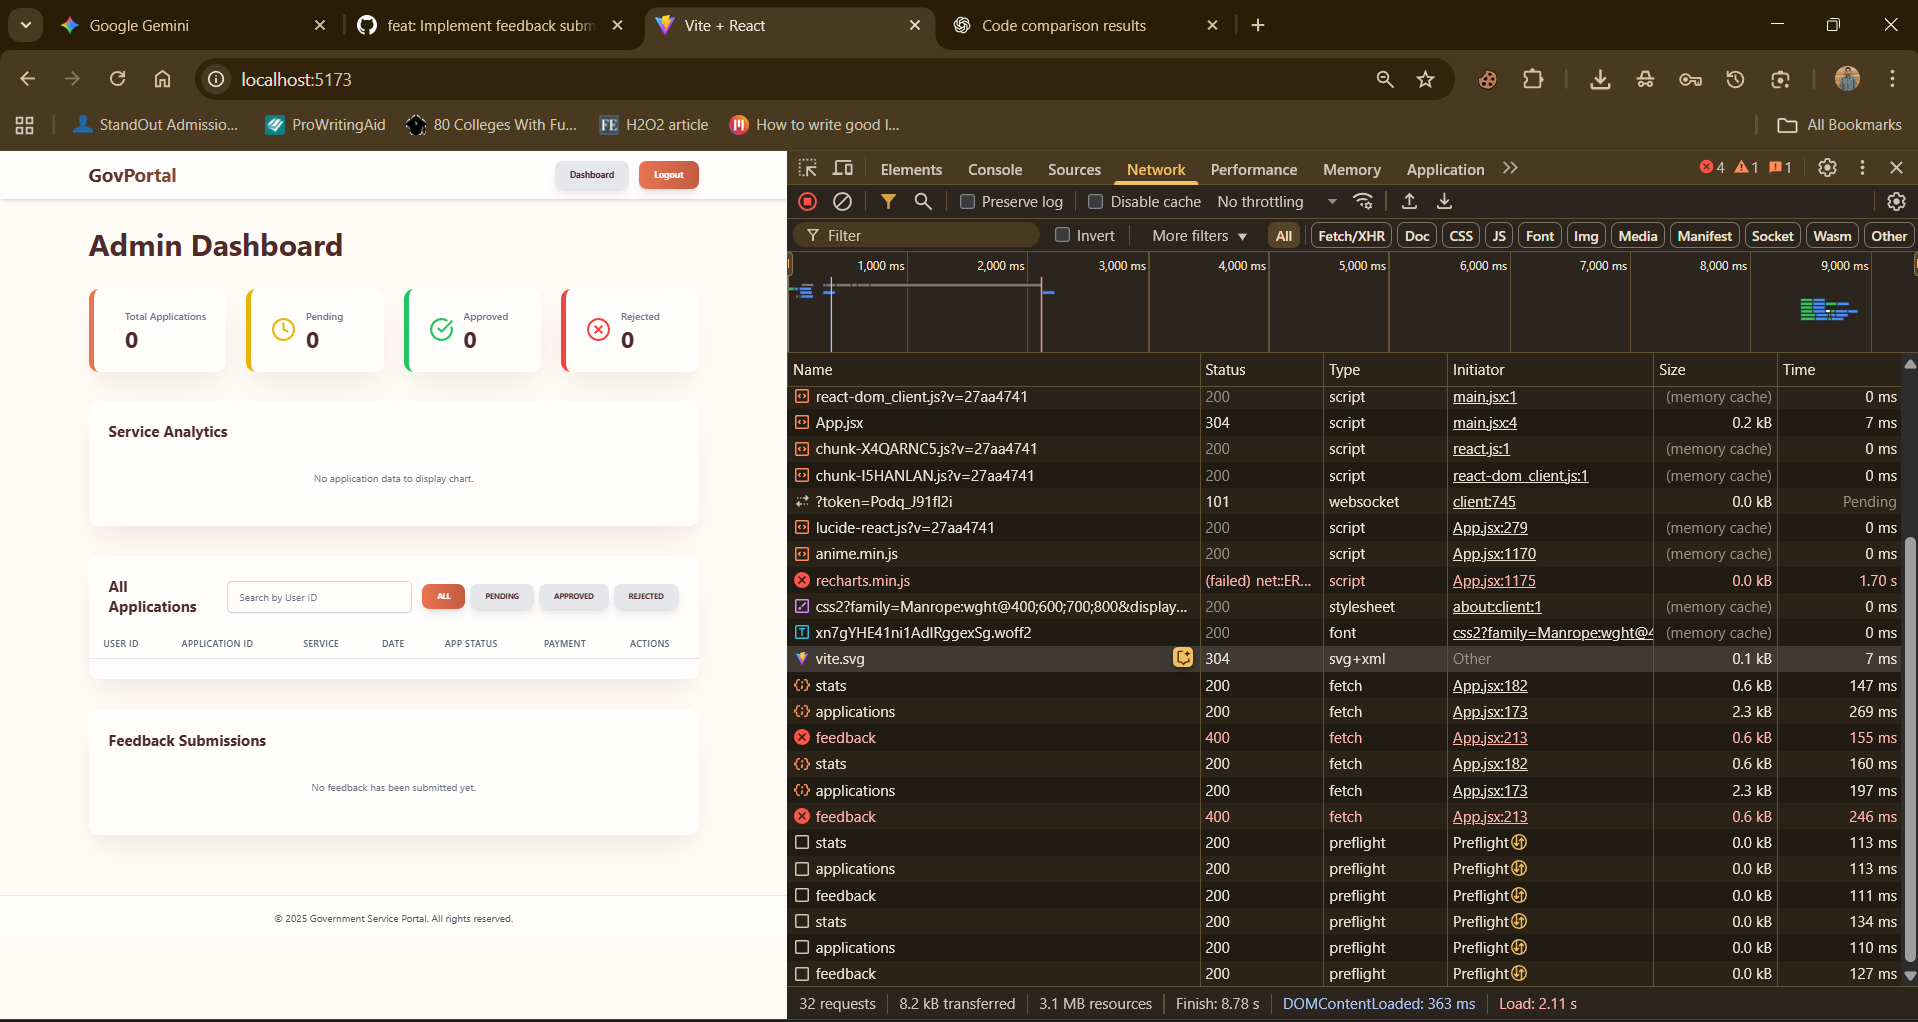 Google Gemini
feat: Implement feedback subm
Vite + React
Code comparison results
localhost:5173
StandOut Admissio...
ProWritingAid
80 Colleges With Fu...
FE H2O2 article
How to write good I...
All Bookmarks
GovPortal
Dashboard
Logout
Admin Dashboard
Total Applications
0
Pending
0
Approved
0
Rejected
0
Service Analytics
No application data to display chart.
All Applications
Search by User ID
ALL
PENDING
APPROVED
REJECTED
USER ID APPLICATION ID SERVICE DATE APP STATUS PAYMENT ACTIONS
Feedback Submissions
No feedback has been submitted yet.
© 2025 Government Service Portal. All rights reserved.
Elements Console Sources Network Performance Memory Application
4 1 1
Preserve log Disable cache No throttling
Filter Invert More filters All Fetch/XHR Doc CSS JS Font Img Media Manifest Socket Wasm Other
1,000 ms 2,000 ms 3,000 ms 4,000 ms 5,000 ms 6,000 ms 7,000 ms 8,000 ms 9,000 ms
Name Status Type Initiator Size Time
react-dom_client.js?v=27aa4741 200 script main.jsx:1 (memory cache) 0 ms
App.jsx 304 script main.jsx:4 0.2 kB 7 ms
chunk-X4QARNC5.js?v=27aa4741 200 script react.js:1 (memory cache) 0 ms
chunk-I5HANLAN.js?v=27aa4741 200 script react-dom_client.js:1 (memory cache) 0 ms
?token=Podq_J91fl2i 101 websocket client:745 0.0 kB Pending
lucide-react.js?v=27aa4741 200 script App.jsx:279 (memory cache) 0 ms
anime.min.js 200 script App.jsx:1170 (memory cache) 0 ms
recharts.min.js (failed) net::ER... script App.jsx:1175 0.0 kB 1.70 s
css2?family=Manrope:wght@400;600;700;800&display... 200 stylesheet about:client:1 (memory cache) 0 ms
xn7gYHE41ni1AdIRggexSg.woff2 200 font css2?family=Manrope:wght@4 (memory cache) 0 ms
vite.svg 304 svg+xml Other 0.1 kB 7 ms
stats 200 fetch App.jsx:182 0.6 kB 147 ms
applications 200 fetch App.jsx:173 2.3 kB 269 ms
feedback 400 fetch App.jsx:213 0.6 kB 155 ms
stats 200 fetch App.jsx:182 0.6 kB 160 ms
applications 200 fetch App.jsx:173 2.3 kB 197 ms
feedback 400 fetch App.jsx:213 0.6 kB 246 ms
stats 200 preflight Preflight 0.0 kB 113 ms
applications 200 preflight Preflight 0.0 kB 113 ms
feedback 200 preflight Preflight 0.0 kB 111 ms
stats 200 preflight Preflight 0.0 kB 134 ms
applications 200 preflight Preflight 0.0 kB 110 ms
feedback 200 preflight Preflight 0.0 kB 127 ms
32 requests 8.2 kB transferred 3.1 MB resources Finish: 8.78 s DOMContentLoaded: 363 ms Load: 2.11 s